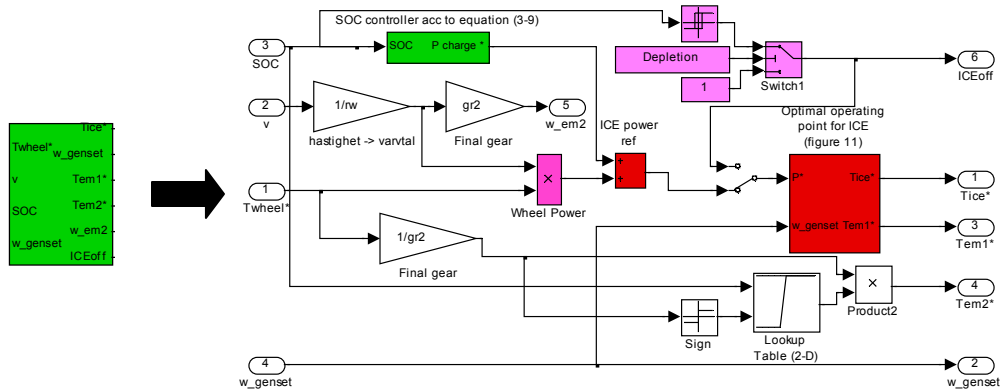 SOC controller acc to equation (3-9)
3
SOC
SOC
P charge *
Depletion
1
Switch1
6
ICEoff
2
v
1/rw
hastighet -> varvtal
gr2
Final gear
5
w_em2
ICE power
ref
+
+
Optimal operating
point for ICE
(figure 11)
P*
Tice*
w_genset
Tem1*
1
Tice*
3
Tem1*
1
Twheel*
×
Wheel Power
1/gr2
Final gear
Sign
Lookup
Table (2-D)
×
Product2
4
Tem2*
4
w_genset
2
w_genset
Tice*
Twheel*
w_genset
v
Tem1*
SOC
Tem2*
w_em2
w_genset
ICEoff